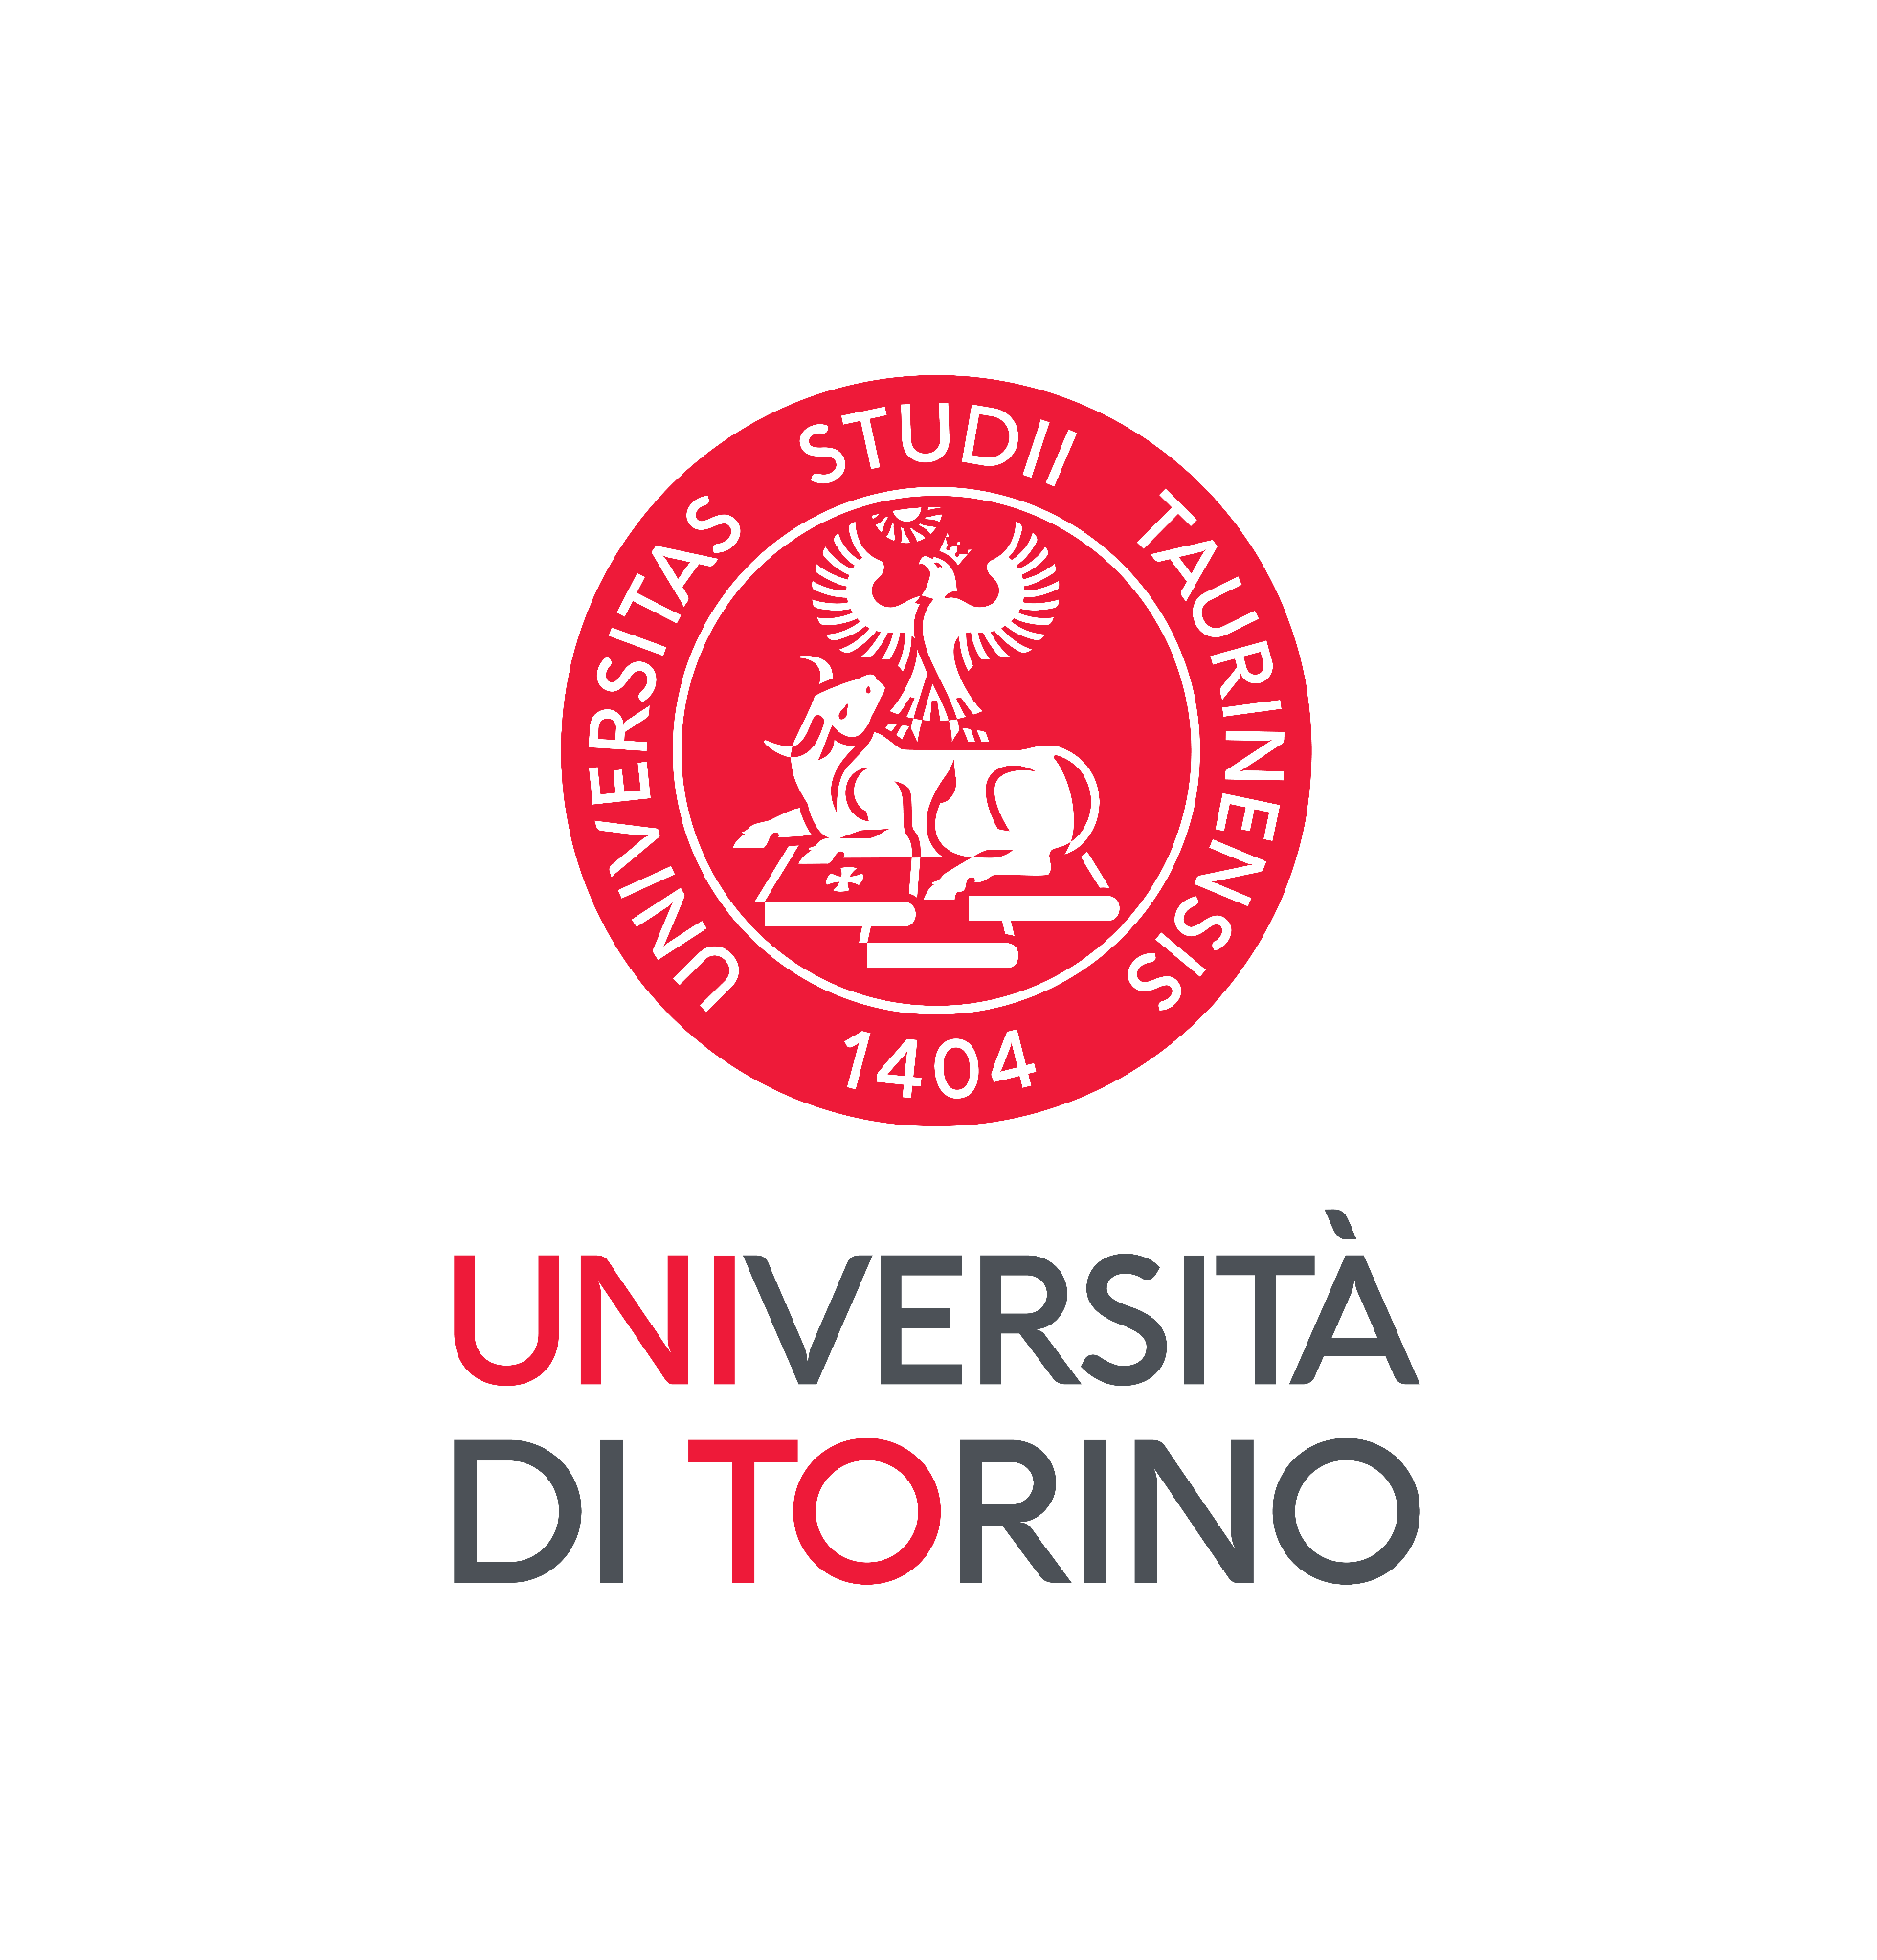 UNIVERSITAS STUDII TAURINENSIS
1404
UNIVERSITÀ
DI TORINO